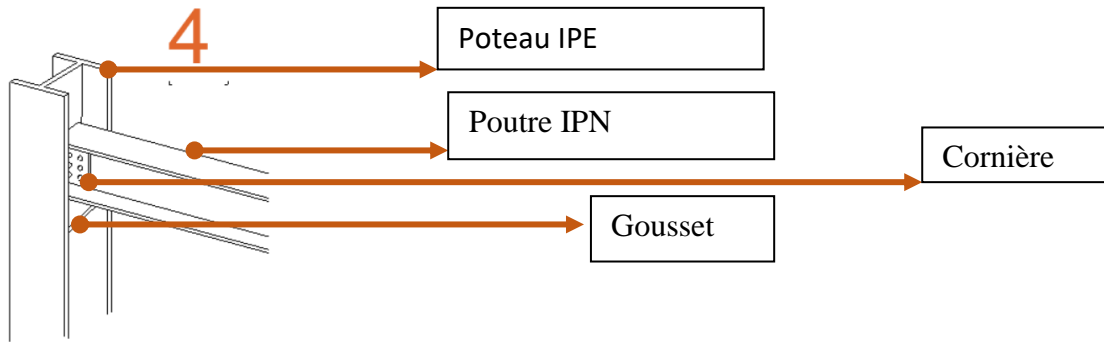 4
Poteau IPE
Poutre IPN
Cornière
Gousset